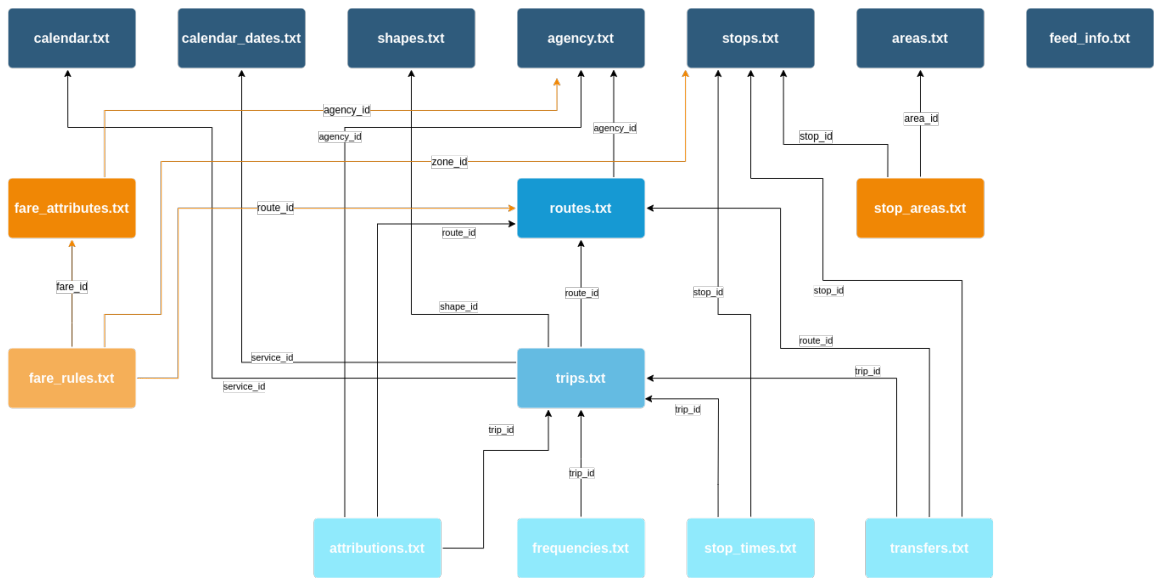 calendar.txt
calendar_dates.txt
shapes.txt
agency.txt
stops.txt
areas.txt
feed_info.txt
agency_id
agency_id
agency_id
stop_id
area_id
zone_id
fare_attributes.txt
route_id
routes.txt
stop_areas.txt
route_id
fare_id
shape_id
route_id
stop_id
stop_id
route_id
service_id
service_id
fare_rules.txt
trips.txt
trip_id
trip_id
trip_id
trip_id
attributions.txt
frequencies.txt
stop_times.txt
transfers.txt